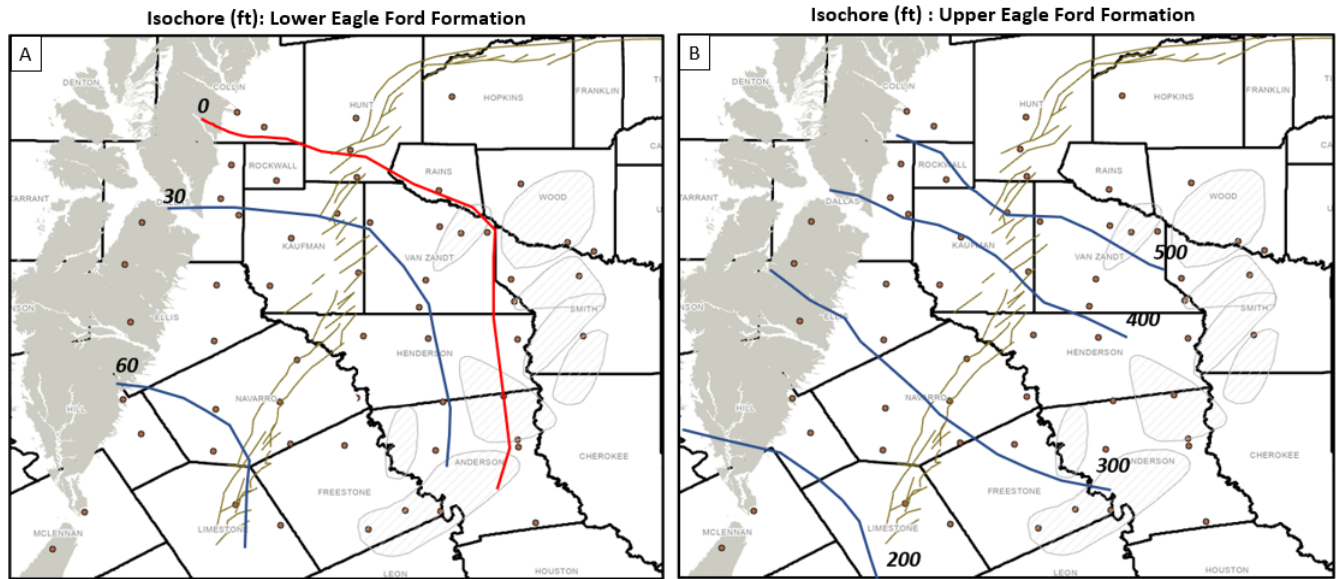 Isochore (ft): Lower Eagle Ford Formation
A
DENTON
COLLIN
0
HUNT
HOPKINS
FRANKLIN
ROCKWALL
RAINS
WOOD
TARRANT
30
KAUFMAN
VAN ZANDT
SMITH
ELLIS
HENDERSON
60
HILL
NAVARRO
ANDERSON
CHEROKEE
FREESTONE
LIMESTONE
MCLENNAN
LEON
HOUSTON
Isochore (ft) : Upper Eagle Ford Formation
B
DENTON
COLLIN
HUNT
HOPKINS
FRANKLIN
ROCKWALL
RAINS
WOOD
TARRANT
DALLAS
KAUFMAN
VAN ZANDT
500
SMITH
ELLIS
400
HENDERSON
HILL
NAVARRO
300
ANDERSON
CHEROKEE
FREESTONE
LIMESTONE
MCLENNAN
200
LEON
HOUSTON